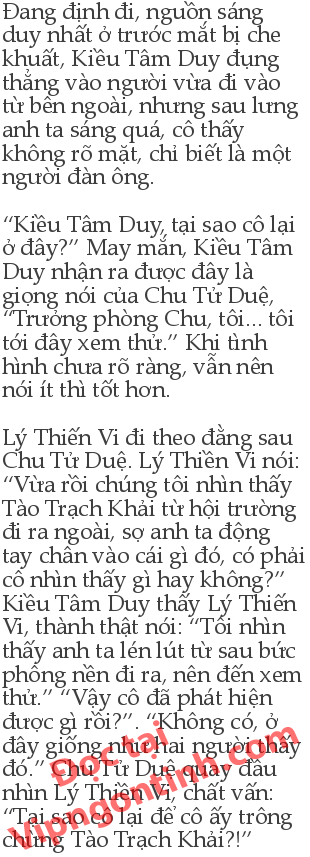 Đang định đi, nguồn sáng
duy nhất ở trước mắt bị che
khuất, Kiều Tâm Duy đụng
thẳng vào người vừa đi vào
từ bên ngoài, nhưng sau lưng
anh ta sáng quá, cô thấy
không rõ mặt, chỉ biết là một
người đàn ông.

“Kiều Tâm Duy, tại sao cô lại
ở đây?” May mắn, Kiều Tâm
Duy nhận ra được đây là
giọng nói của Chu Tử Duệ,
“Trưởng phòng Chu, tôi... tôi
tới đây xem thử.” Khi tình
hình chưa rõ ràng, vẫn nên
nói ít thì tốt hơn.

Lý Thiến Vi đi theo đằng sau
Chu Tử Duệ. Lý Thiền Vi nói:
“Vừa rồi chúng tôi nhìn thấy
Tào Trạch Khải từ hội trường
đi ra ngoài, sợ anh ta động
tay chân vào cái gì đó, có phải
cô nhìn thấy gì hay không?”
Kiều Tâm Duy thấy Lý Thiến
Vi, thành thật nói: “Tôi nhìn
thấy anh ta lén lút từ sau bức
phông nền đi ra, nên đến xem
thử.” “Vậy cô đã phát hiện
được gì rồi?”. “Không có, ở
đây giống như hai người thấy
đó.” Chu Tử Duệ quay đầu
nhìn Lý Thiến Vi, chất vấn:
“Tại sao cô lại để cô ấy trông
chừng Tào Trạch Khải?!”
Đọc tại
Vipngontinh.com